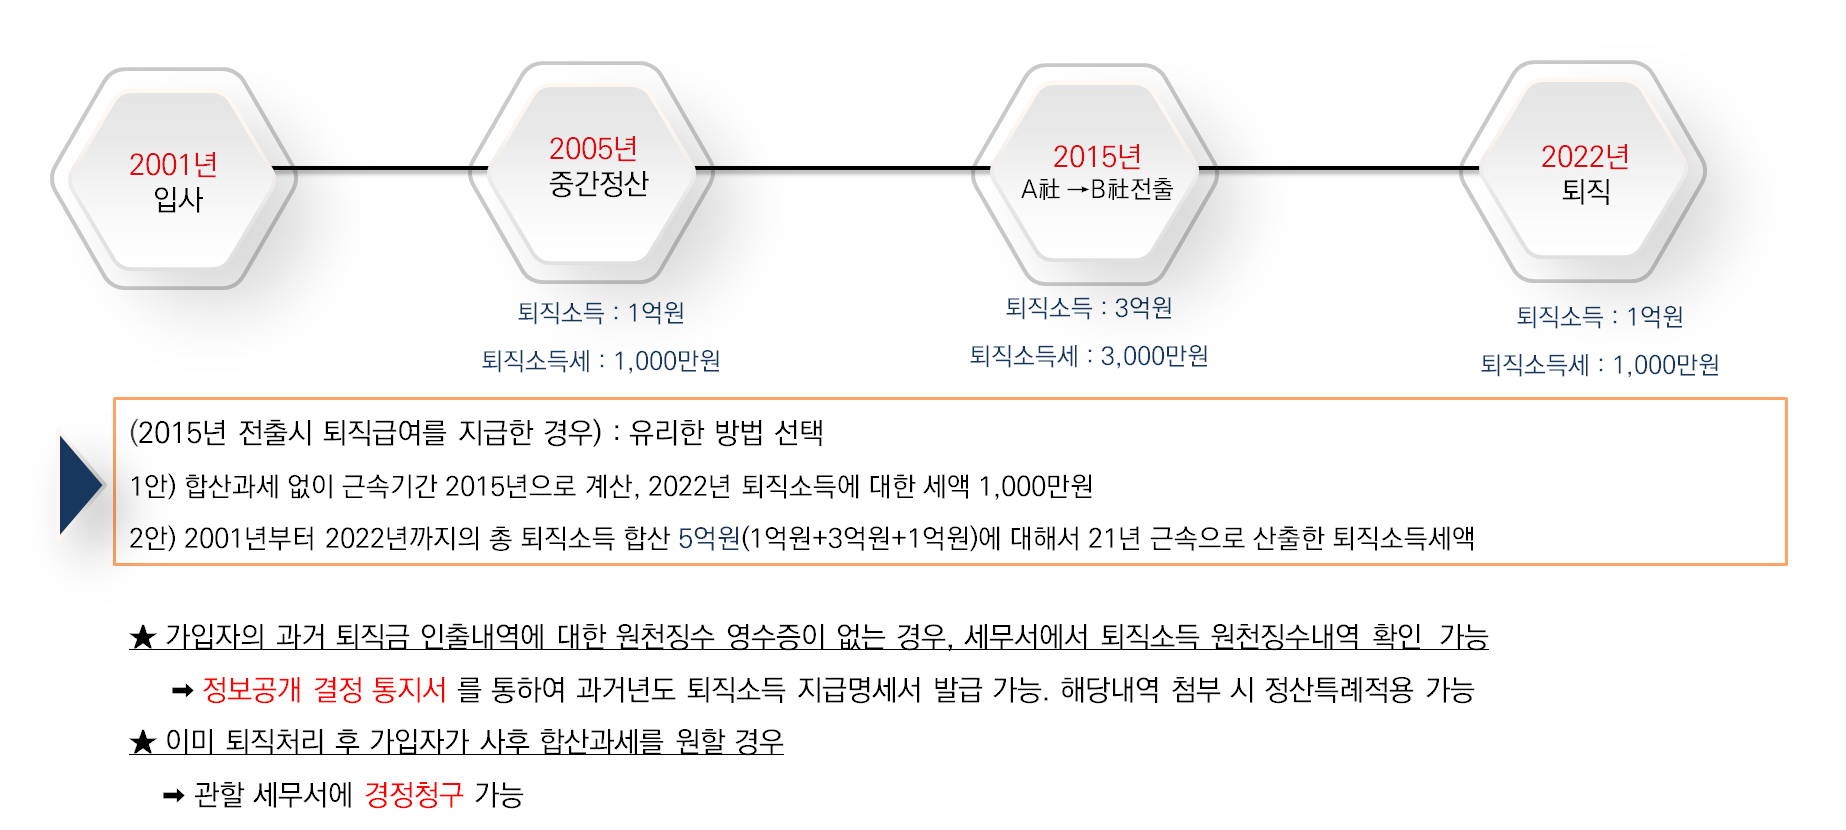 2001년
입사
2005년
중간정산
2015년
A社 →B社전출
2022년
퇴직
퇴직소득 : 1억원
퇴직소득세 : 1,000만원
퇴직소득 : 3억원
퇴직소득세 : 3,000만원
퇴직소득 : 1억원
퇴직소득세 : 1,000만원
(2015년 전출시 퇴직급여를 지급한 경우) : 유리한 방법 선택
1안) 합산과세 없이 근속기간 2015년으로 계산, 2022년 퇴직소득에 대한 세액 1,000만원
2안) 2001년부터 2022년까지의 총 퇴직소득 합산 5억원(1억원+3억원+1억원)에 대해서 21년 근속으로 산출한 퇴직소득세액
★ 가입자의 과거 퇴직금 인출내역에 대한 원천징수 영수증이 없는 경우, 세무서에서 퇴직소득 원천징수내역 확인 가능
➡ 정보공개 결정 통지서 를 통하여 과거년도 퇴직소득 지급명세서 발급 가능. 해당내역 첨부 시 정산특례적용 가능
★ 이미 퇴직처리 후 가입자가 사후 합산과세를 원할 경우
➡ 관할 세무서에 경정청구 가능